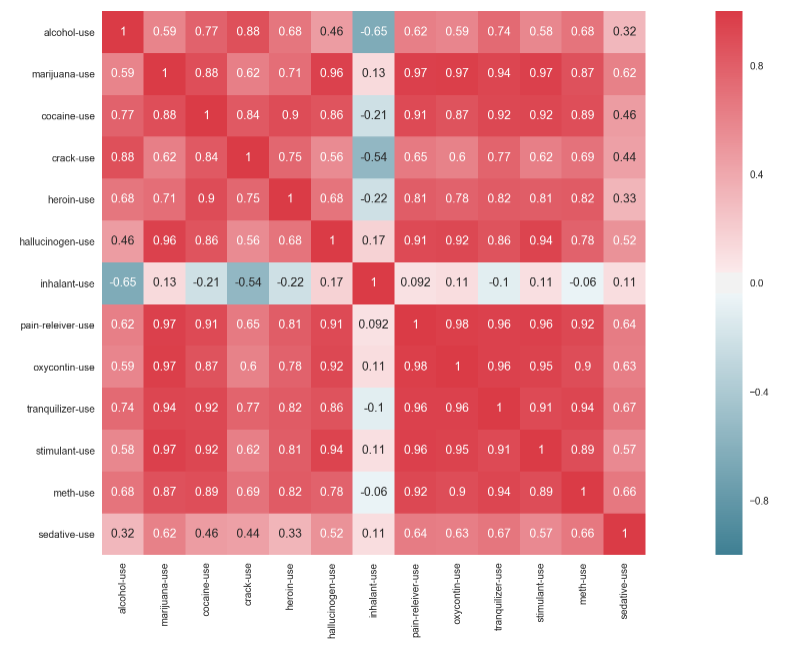 alcohol-use 1 0.59 0.77 0.88 0.68 0.46 -0.65 0.62 0.59 0.74 0.58 0.68 0.32
marijuana-use 0.59 1 0.88 0.62 0.71 0.96 0.13 0.97 0.97 0.94 0.97 0.87 0.62
0.8
cocaine-use 0.77 0.88 1 0.84 0.9 0.86 -0.21 0.91 0.87 0.92 0.92 0.89 0.46
crack-use 0.88 0.62 0.84 1 0.75 0.56 -0.54 0.65 0.6 0.77 0.62 0.69 0.44
0.4
heroin-use 0.68 0.71 0.9 0.75 1 0.68 -0.22 0.81 0.78 0.82 0.81 0.82 0.33
hallucinogen-use 0.46 0.96 0.86 0.56 0.68 1 0.17 0.91 0.92 0.86 0.94 0.78 0.52
inhalant-use -0.65 0.13 -0.21 -0.54 -0.22 0.17 1 0.092 0.11 -0.1 0.11 -0.06 0.11
0.0
pain-releiver-use 0.62 0.97 0.91 0.65 0.81 0.91 0.092 1 0.98 0.96 0.96 0.92 0.64
oxycontin-use 0.59 0.97 0.87 0.6 0.78 0.92 0.11 0.98 1 0.96 0.95 0.9 0.63
−0.4
tranquilizer-use 0.74 0.94 0.92 0.77 0.82 0.86 -0.1 0.96 0.96 1 0.91 0.94 0.67
stimulant-use 0.58 0.97 0.92 0.62 0.81 0.94 0.11 0.96 0.95 0.91 1 0.89 0.57
meth-use 0.68 0.87 0.89 0.69 0.82 0.78 -0.06 0.92 0.9 0.94 0.89 1 0.66
−0.8
sedative-use 0.32 0.62 0.46 0.44 0.33 0.52 0.11 0.64 0.63 0.67 0.57 0.66 1
alcohol-use
marijuana-use
cocaine-use
crack-use
heroin-use
hallucinogen-use
inhalant-use
pain-releiver-use
oxycontin-use
tranquilizer-use
stimulant-use
meth-use
sedative-use